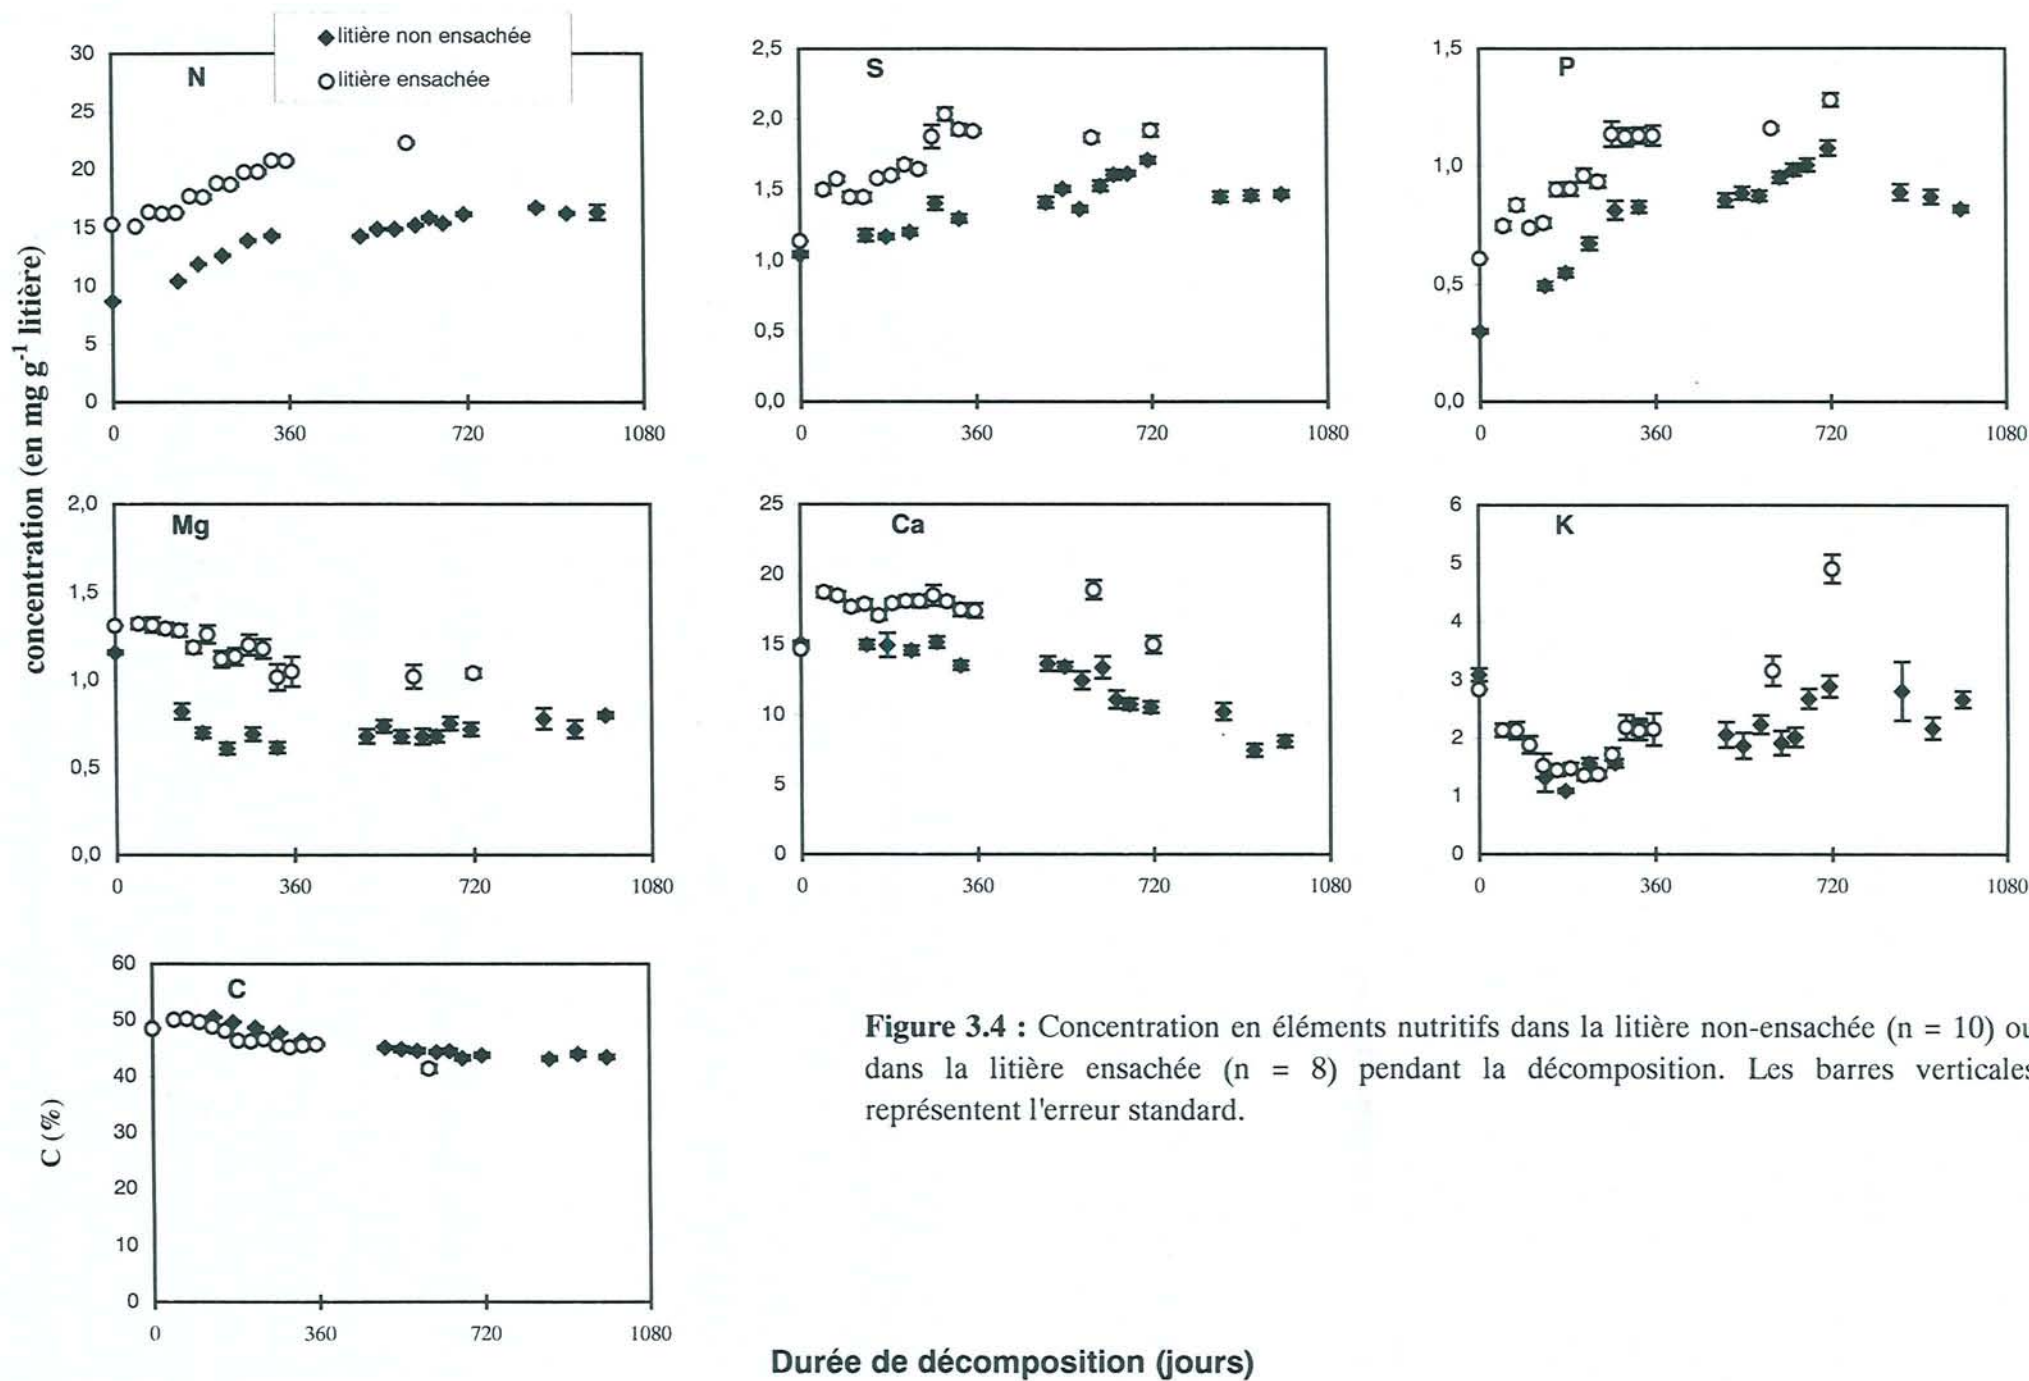 litière non ensachée
litière ensachée
concentration (en mg g-1 litière)
30
25
20
15
10
5
0
N
0 360 720 1080
2,5
2,0
1,5
1,0
0,5
0,0
S
0 360 720 1080
1,5
1,0
0,5
0,0
P
0 360 720 1080
2,0
1,5
1,0
0,5
0,0
Mg
0 360 720 1080
25
20
15
10
5
0
Ca
0 360 720 1080
6
5
4
3
2
1
0
K
0 360 720 1080
C (%)
60
50
40
30
20
10
0
C
0 360 720 1080
Figure 3.4 : Concentration en éléments nutritifs dans la litière non-ensachée (n = 10) ou
dans la litière ensachée (n = 8) pendant la décomposition. Les barres verticales
représentent l'erreur standard.
Durée de décomposition (jours)